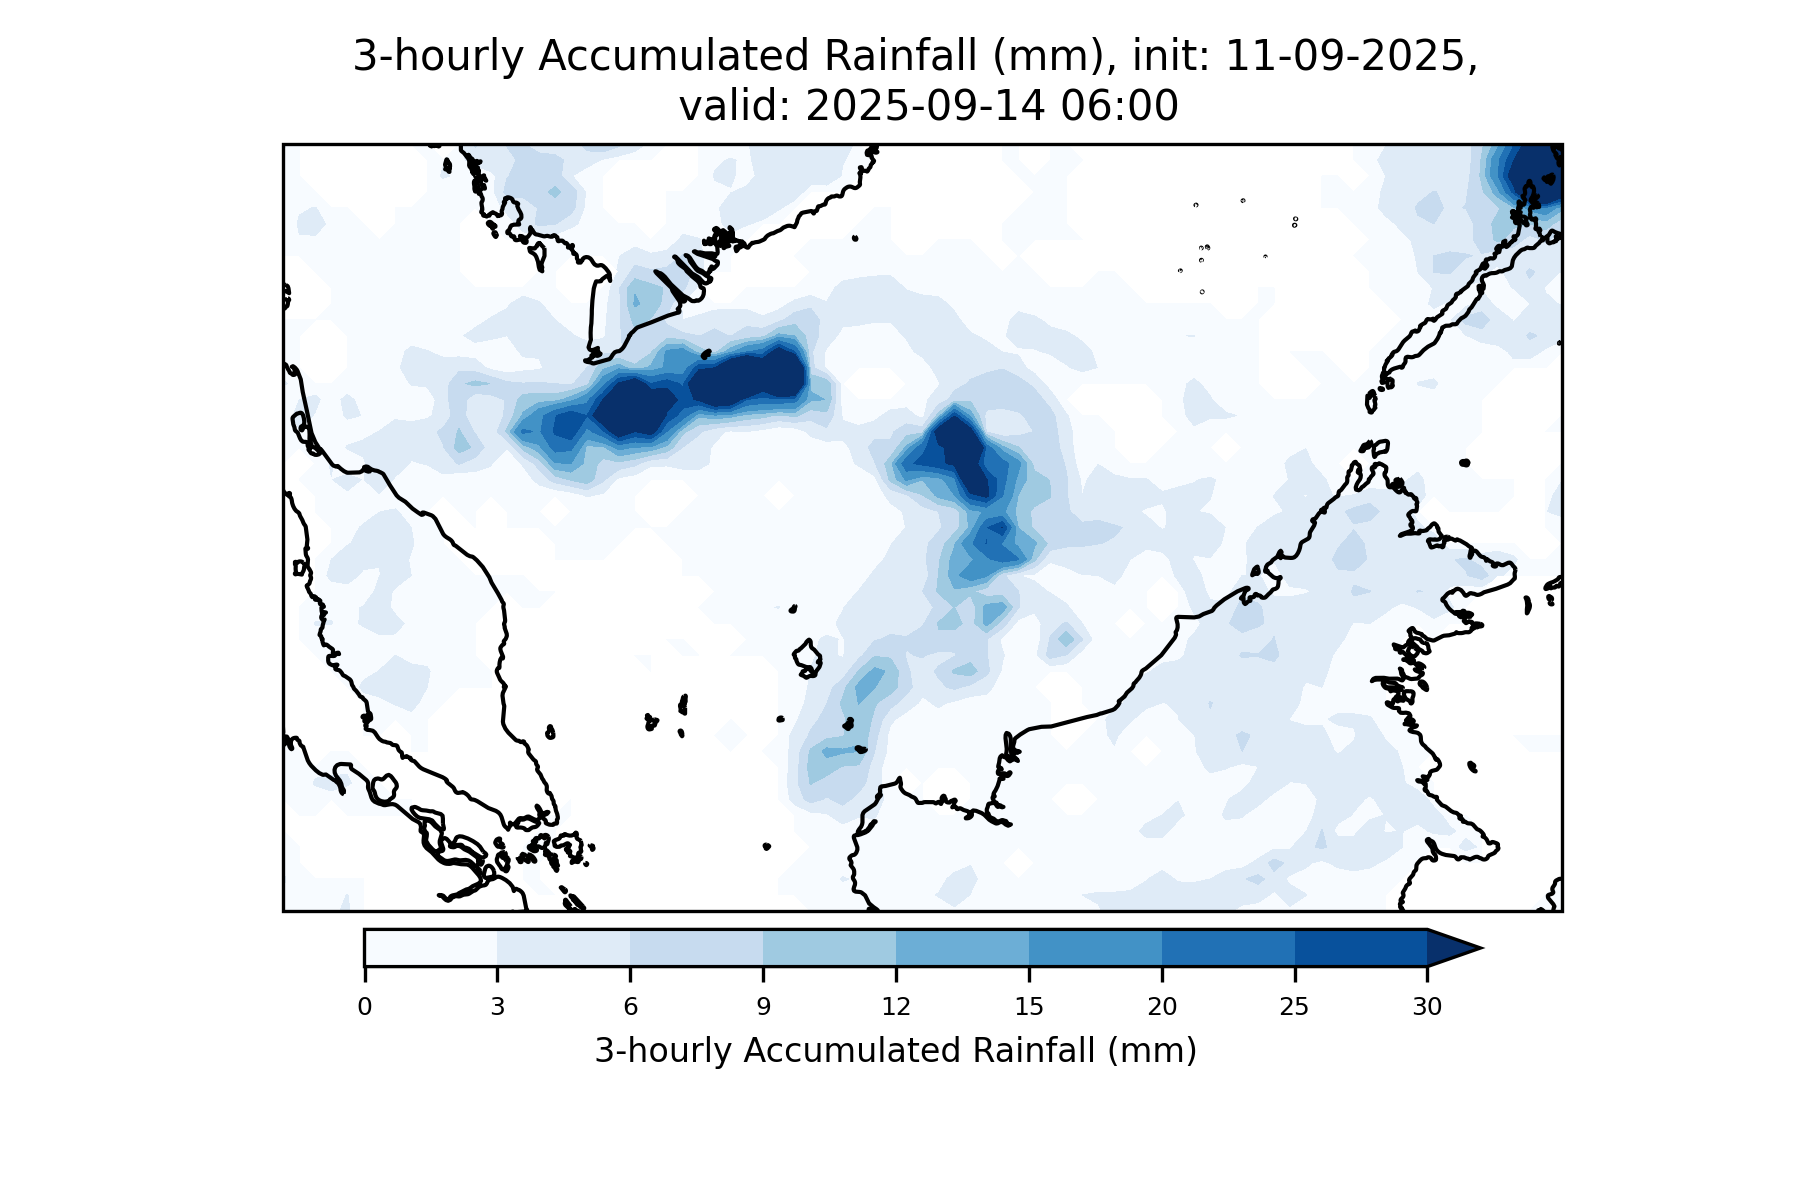 3-hourly Accumulated Rainfall (mm), init: 11-09-2025,
valid: 2025-09-14 06:00
0 3 6 9 12 15 20 25 30
3-hourly Accumulated Rainfall (mm)